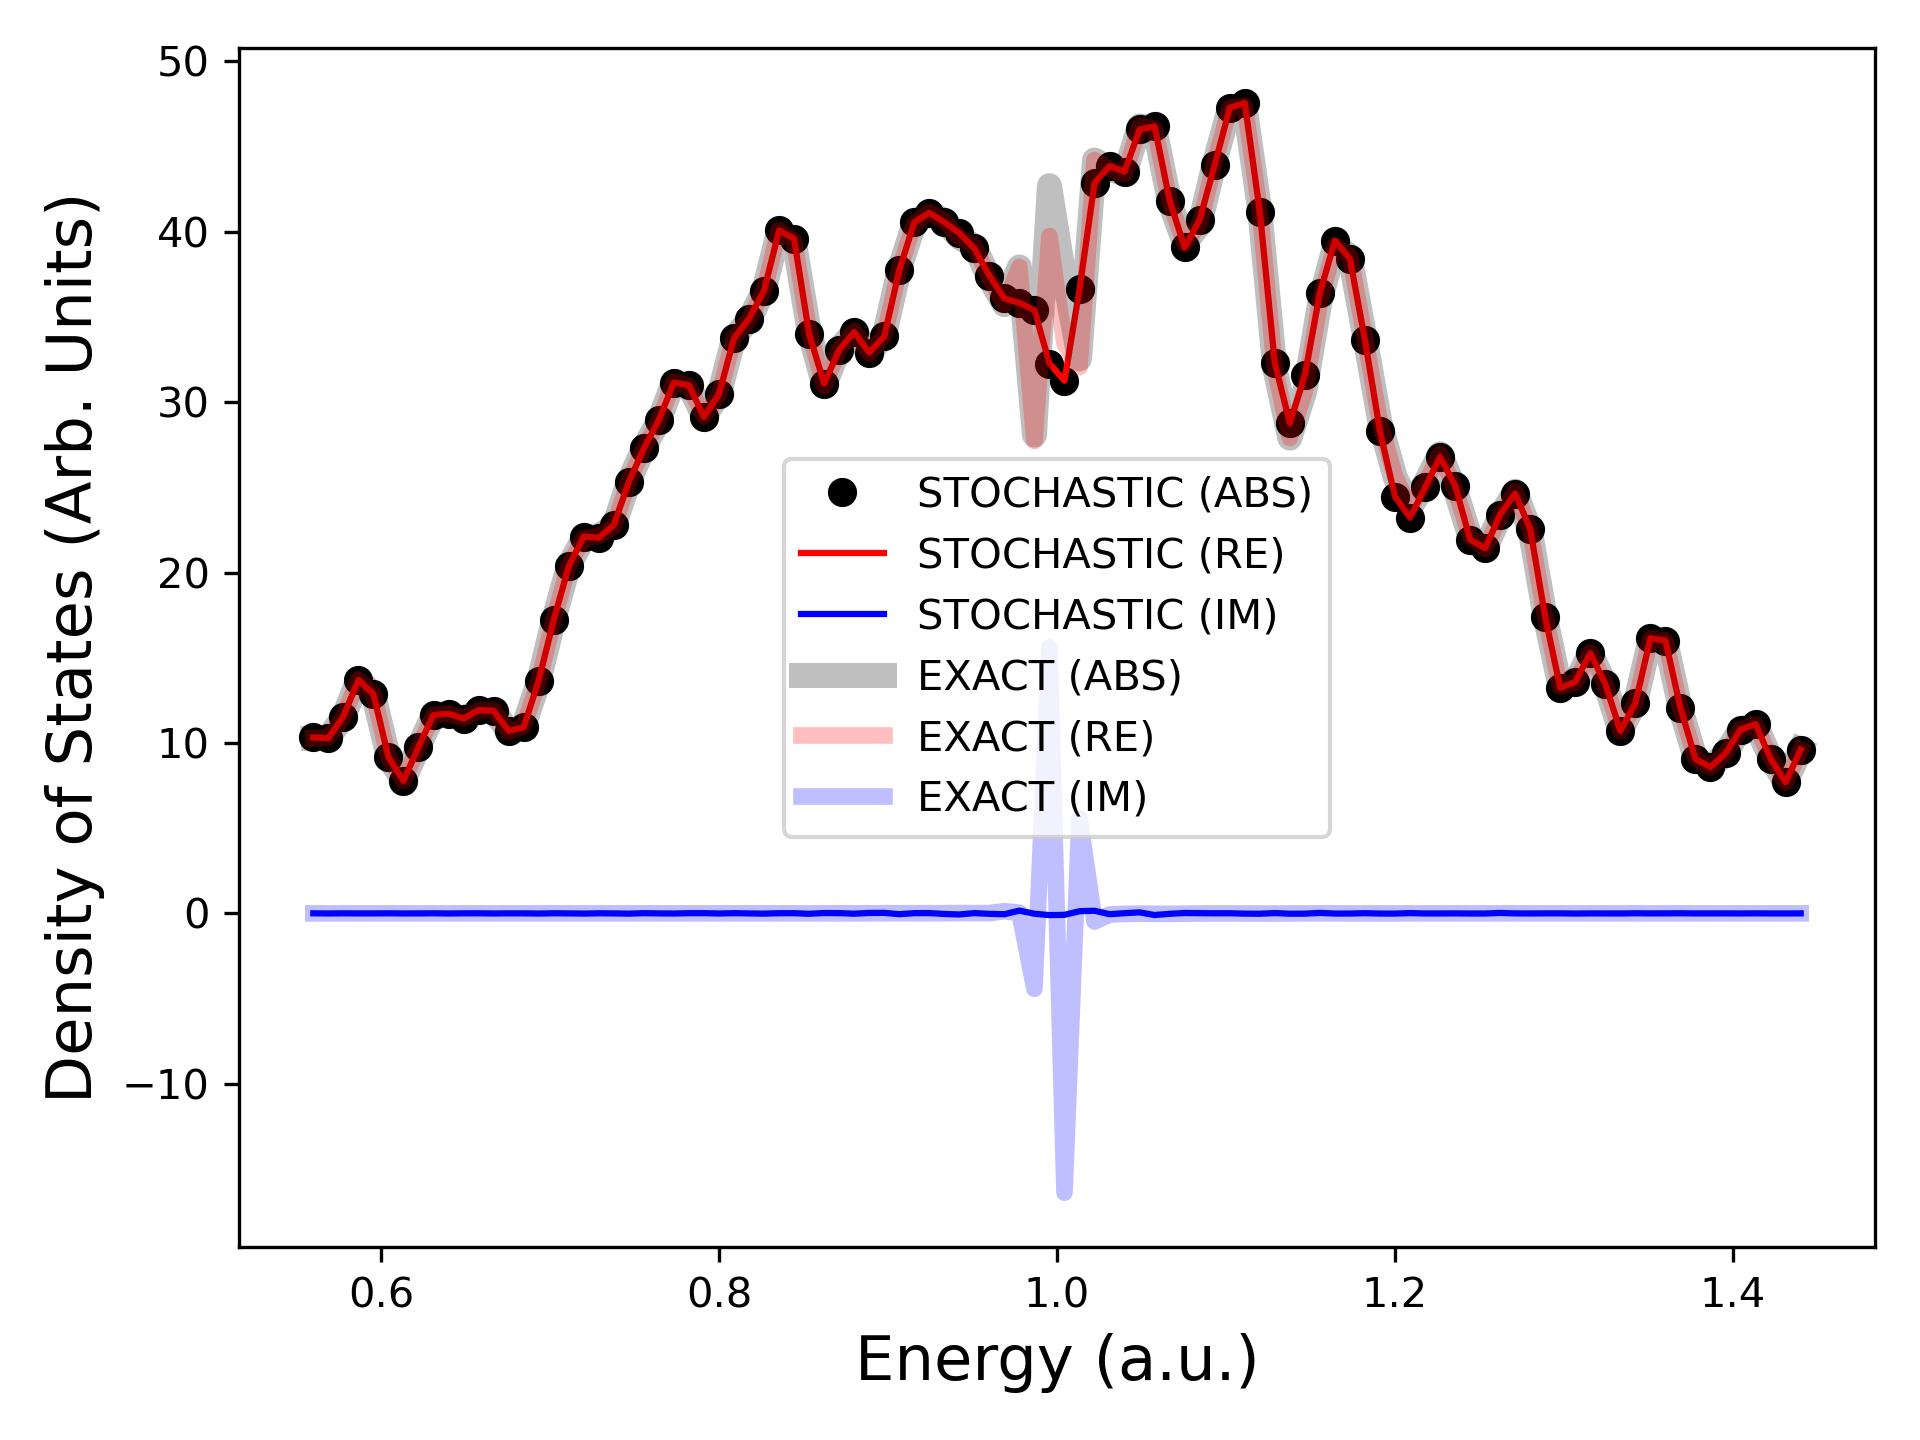 50
40
30
20
10
0
−10
Density of States (Arb. Units)
STOCHASTIC (ABS)
STOCHASTIC (RE)
STOCHASTIC (IM)
EXACT (ABS)
EXACT (RE)
EXACT (IM)
0.6 0.8 1.0 1.2 1.4
Energy (a.u.)